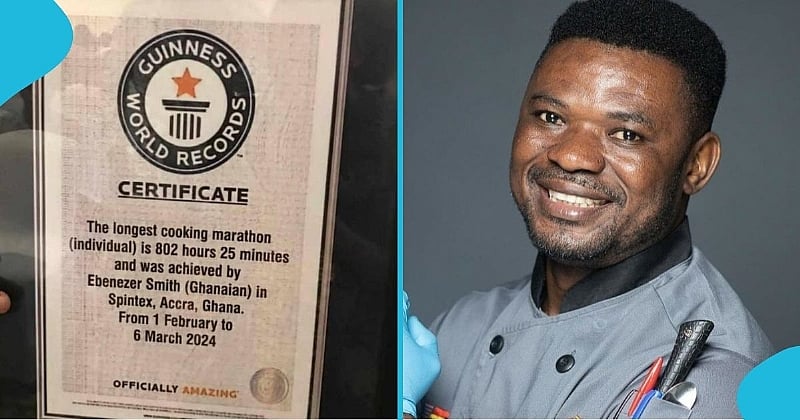 GUINNESS
WORLD RECORDS
™
CERTIFICATE
The longest cooking marathon
(individual) is 802 hours 25 minutes
and was achieved by
Ebenezer Smith (Ghanaian) in
Spintex, Accra, Ghana.
From 1 February to
6 March 2024
OFFICIALLY AMAZING